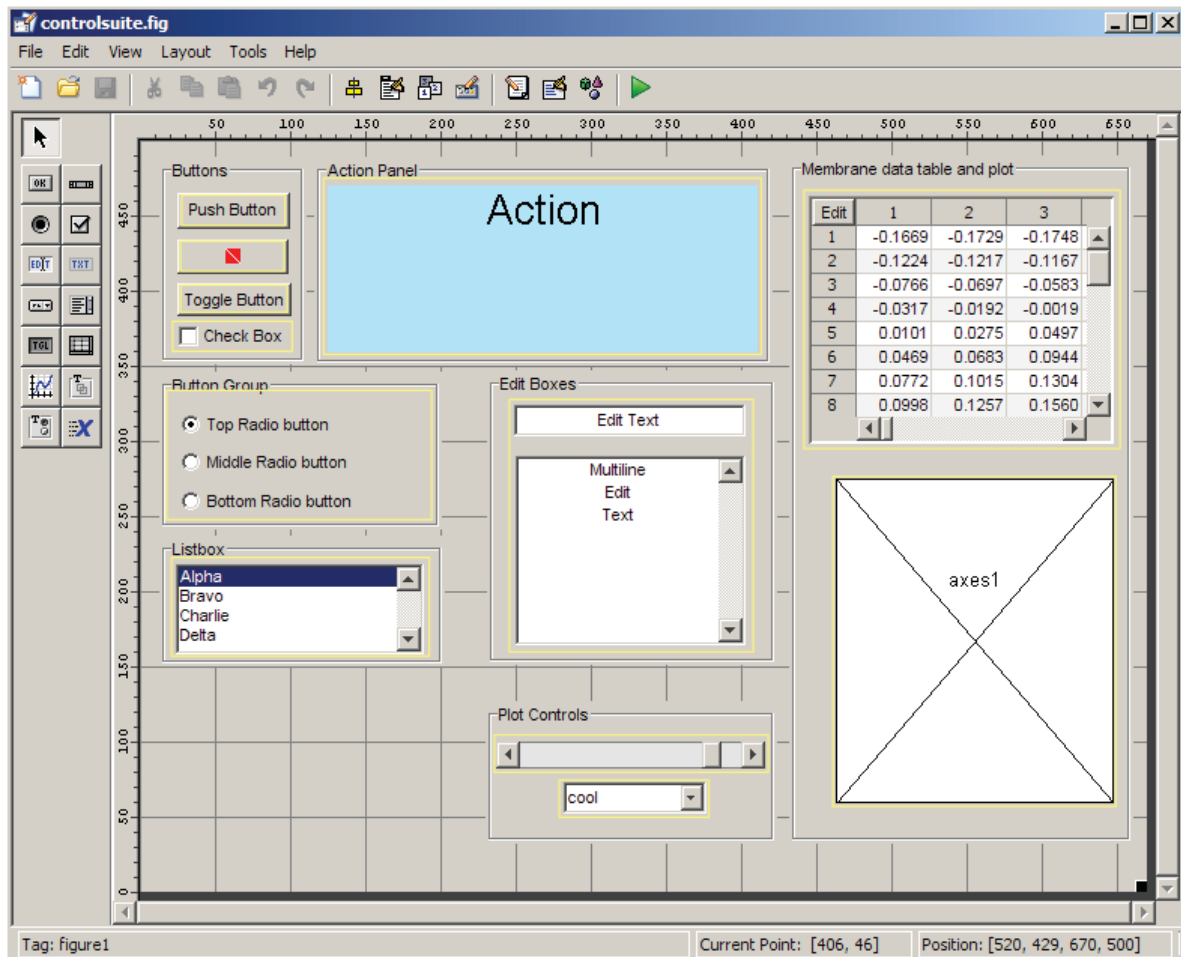 controlsuite.fig
File Edit View Layout Tools Help
50 100 150 200 250 300 350 400 450 500 550 600 650
OK
EDIT TXT
TGL
T
T
X
450
400
350
300
250
200
150
100
50
0
Buttons
Push Button
Toggle Button
Check Box
Action Panel
Action
Membrane data table and plot
Edit 1 2 3
1 -0.1669 -0.1729 -0.1748
2 -0.1224 -0.1217 -0.1167
3 -0.0766 -0.0697 -0.0583
4 -0.0317 -0.0192 -0.0019
5 0.0101 0.0275 0.0497
6 0.0469 0.0683 0.0944
7 0.0772 0.1015 0.1304
8 0.0998 0.1257 0.1560
Button Group
Top Radio button
Middle Radio button
Bottom Radio button
Edit Boxes
Edit Text
Multiline
Edit
Text
Listbox
Alpha
Bravo
Charlie
Delta
axes1
Plot Controls
cool
Tag: figure1 Current Point: [406, 46] Position: [520, 429, 670, 500]